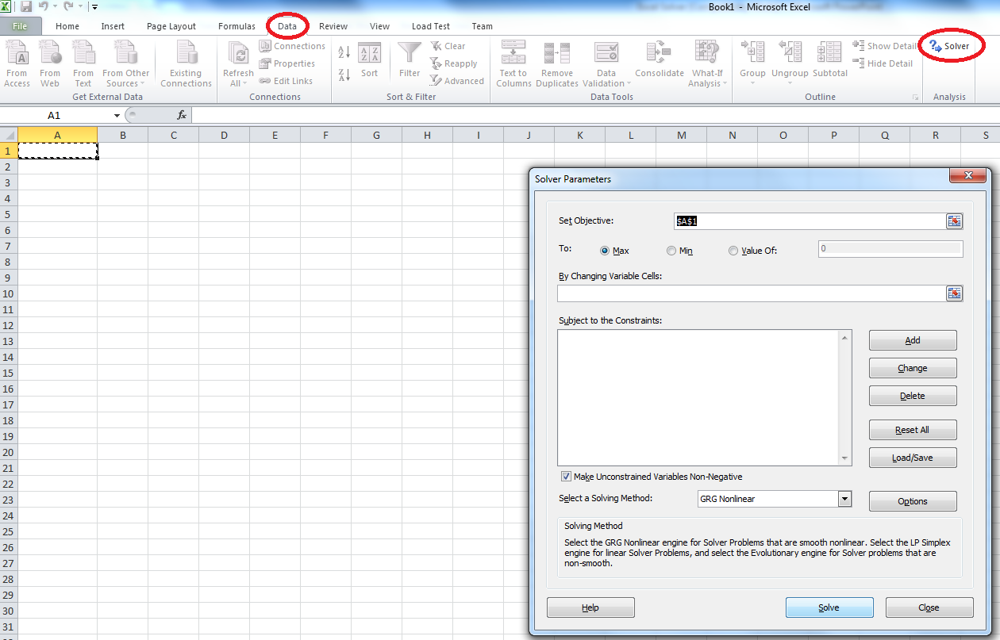 Book1 - Microsoft Excel
File Home Insert Page Layout Formulas Data Review View Load Test Team
From Access
From Web
From Text
From Other Sources
Existing Connections
Get External Data
Refresh All
Connections
Properties
Edit Links
Connections
Sort
Filter
Clear
Reapply
Advanced
Sort & Filter
Text to Columns
Remove Duplicates
Data Validation
Consolidate
What-If Analysis
Data Tools
Group
Ungroup
Subtotal
Show Detail
Hide Detail
Outline
Solver
Analysis
A1 fx
A B C D E F G H I J K L M N O P Q R S
1
2
3
4
5
6
7
8
9
10
11
12
13
14
15
16
17
18
19
20
21
22
23
24
25
26
27
28
29
30
31
Solver Parameters
Set Objective: $A$1
To: Max Min Value Of: 0
By Changing Variable Cells:
Subject to the Constraints:
Add
Change
Delete
Reset All
Load/Save
Make Unconstrained Variables Non-Negative
Select a Solving Method: GRG Nonlinear
Options
Solving Method
Select the GRG Nonlinear engine for Solver Problems that are smooth nonlinear. Select the LP Simplex
engine for linear Solver Problems, and select the Evolutionary engine for Solver problems that are
non-smooth.
Help Solve Close